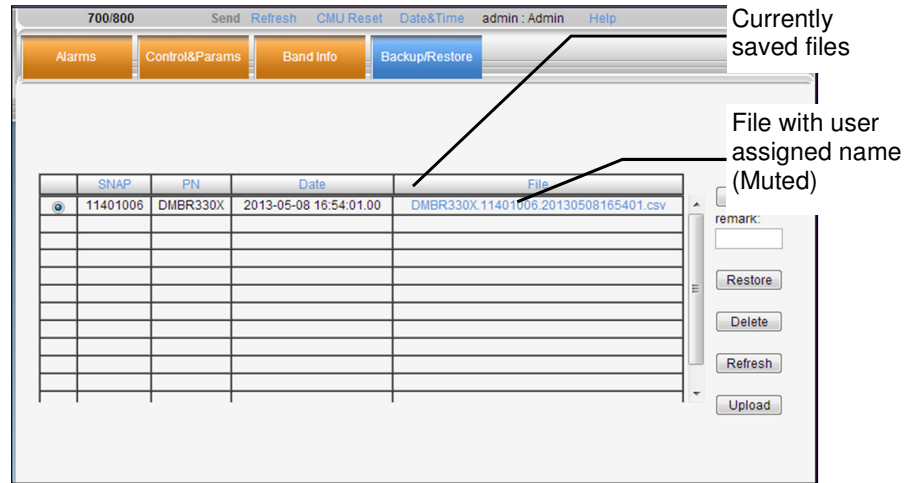 700/800 Send Refresh CMU Reset Date&Time admin : Admin Help
Currently
saved files
Alarms Control&Params Band Info Backup/Restore
File with user
assigned name
(Muted)
SNAP PN Date File
11401006 DMBR330X 2013-05-08 16:54:01.00 DMBR330X.11401006.20130508165401.csv
remark:
Restore
Delete
Refresh
Upload